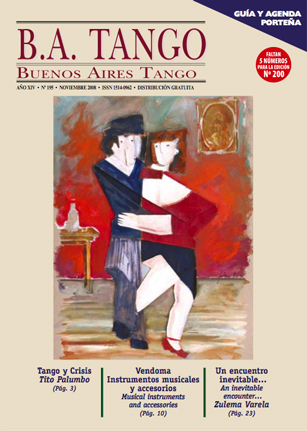 GUÍA Y AGENDA
PORTEÑA
B.A. TANGO
BUENOS AIRES TANGO
AÑO XIV • Nº 195 • NOVIEMBRE 2008 • ISSN 1514-0962 • DISTRIBUCIÓN GRATUITA
FALTAN
5 NÚMEROS
PARA LA EDICIÓN
Nº 200
Tango y Crisis
Tito Palumbo
(Pág. 3)
Vendoma
Instrumentos musicales
y accesorios
Musical instruments
and accessories
(Pág. 10)
Un encuentro
inevitable...
An inevitable
encounter...
Zulema Varela
(Pág. 23)